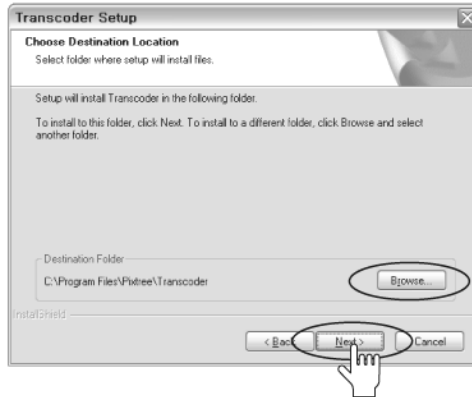 Transcoder Setup
Choose Destination Location
Select folder where setup will install files.
Setup will install Transcoder in the following folder.
To install to this folder, click Next. To install to a different folder, click Browse and select
another folder.
Destination Folder
C:\Program Files\Pixtree\Transcoder
Browse...
InstallShield
< Back
Next >
Cancel